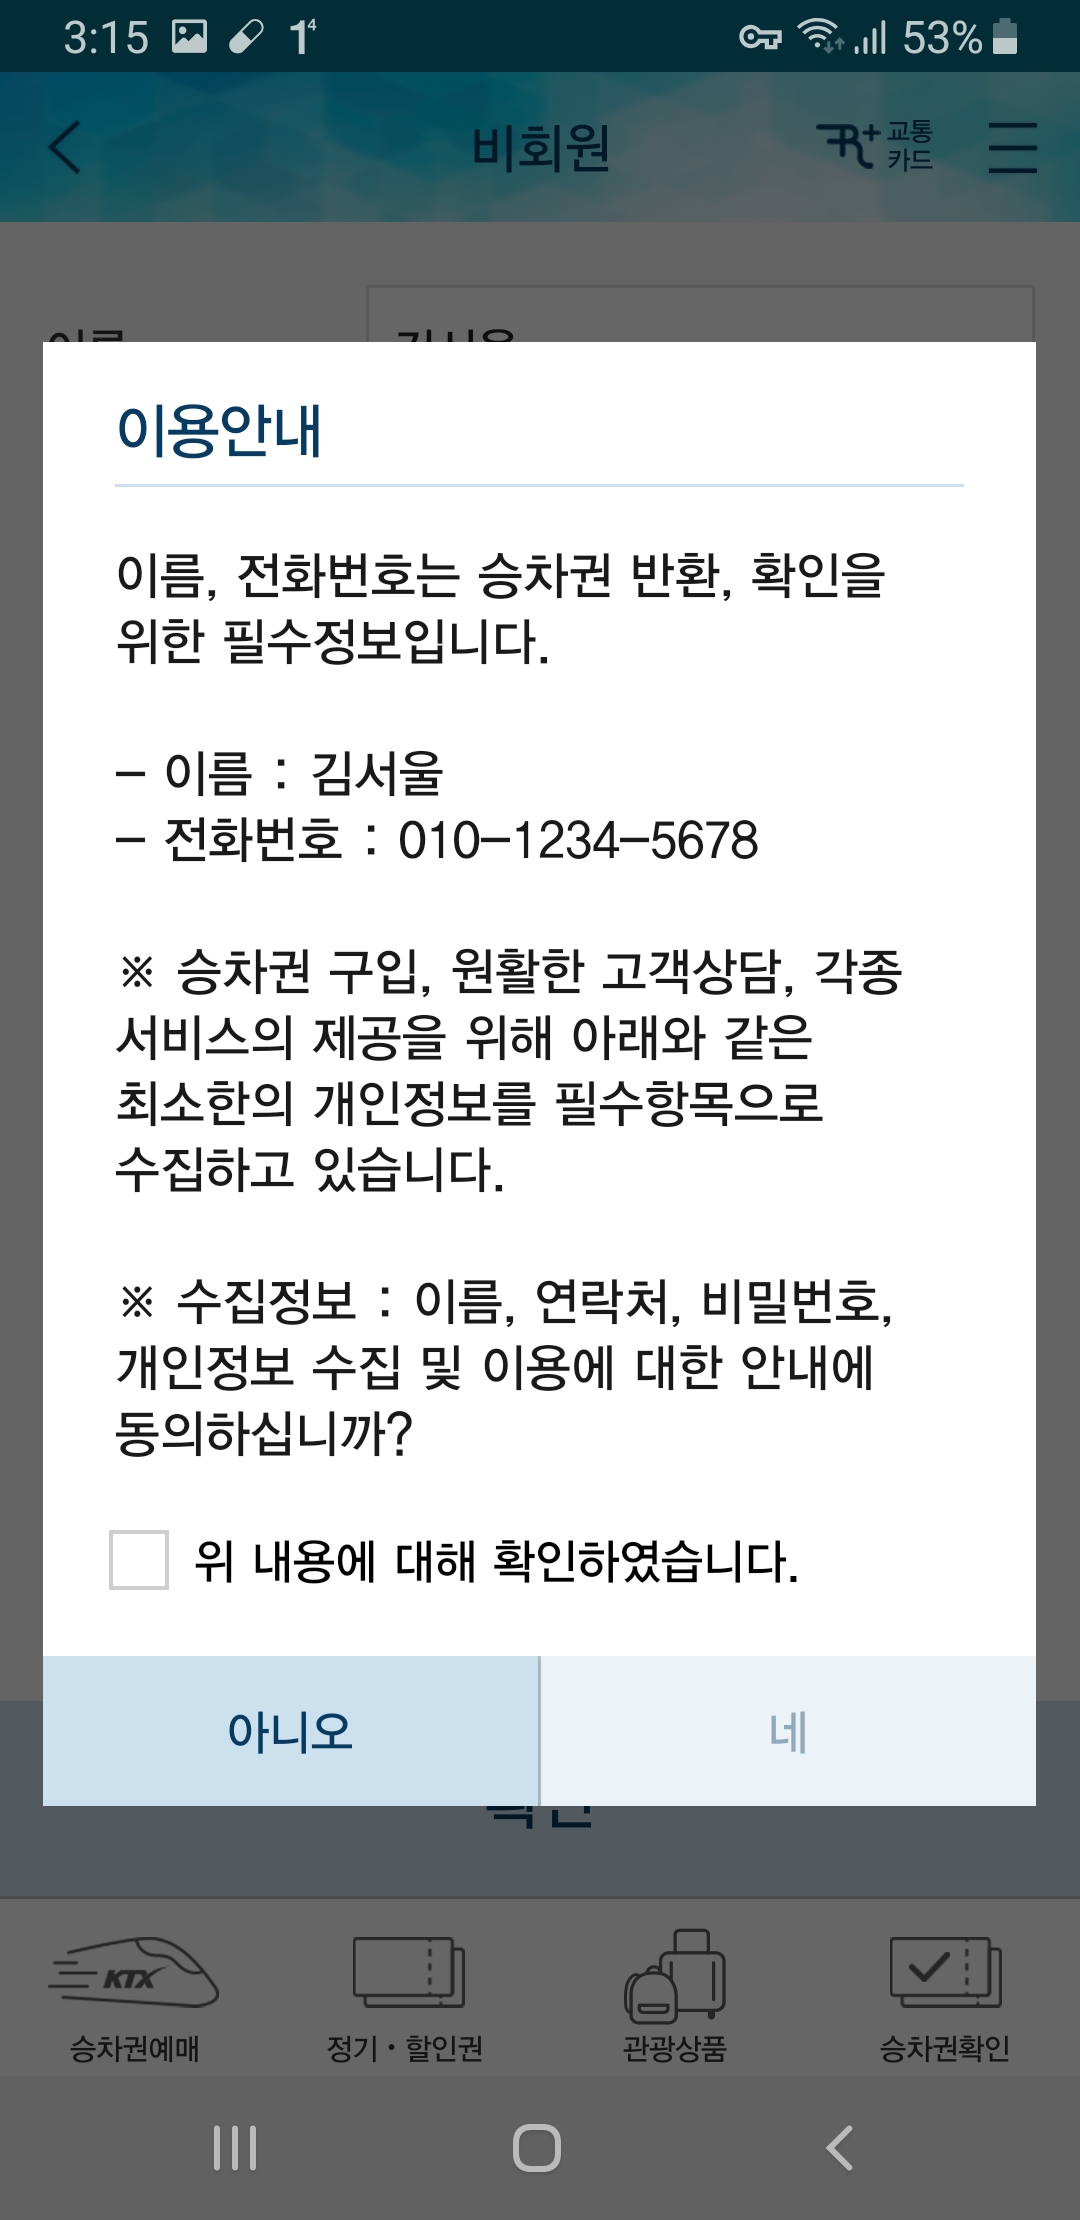 3:15
1 4
53%
비회원
R+ 교통
카드
이용안내
이름, 전화번호는 승차권 반환, 확인을
위한 필수정보입니다.
– 이름 : 김서울
– 전화번호 : 010–1234–5678
※ 승차권 구입, 원활한 고객상담, 각종
서비스의 제공을 위해 아래와 같은
최소한의 개인정보를 필수항목으로
수집하고 있습니다.
※ 수집정보 : 이름, 연락처, 비밀번호,
개인정보 수집 및 이용에 대한 안내에
동의하십니까?
위 내용에 대해 확인하였습니다.
아니오
네
KTX
승차권예매
정기·할인권
관광상품
승차권확인